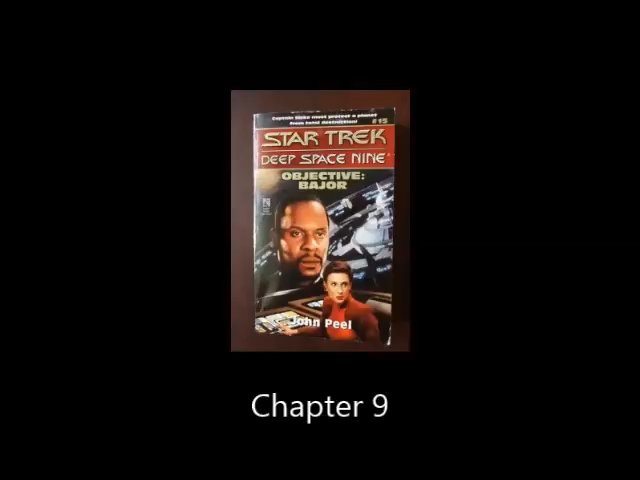 Captain Sisko must prevent a planet
from total destruction!
#15
STAR TREK
DEEP SPACE NINE
OBJECTIVE:
BAJOR
John Peel
Chapter 9